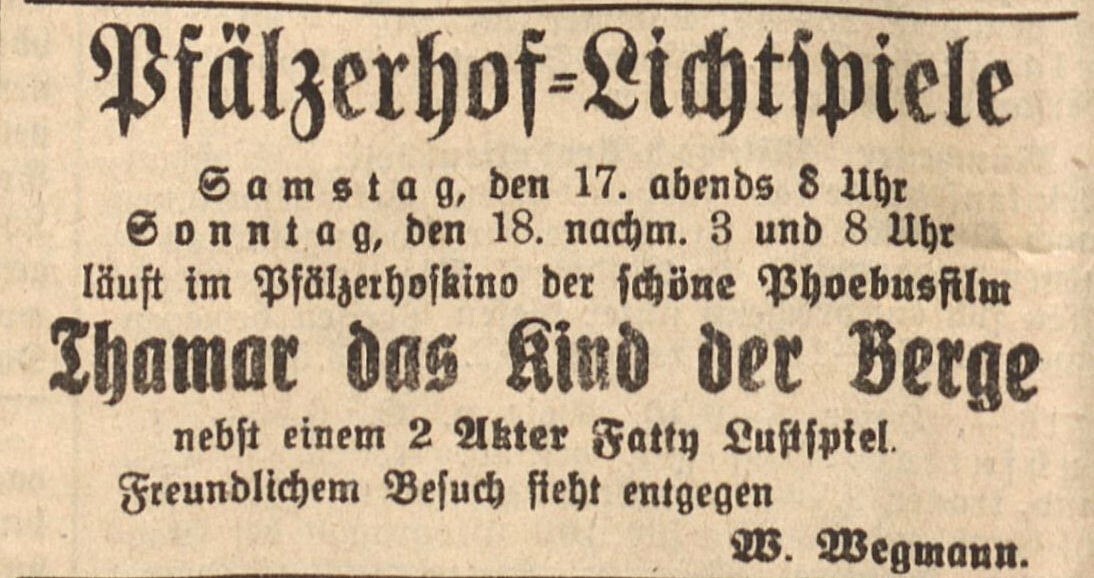 Pfälzerhof-Lichtspiele
Samstag, den 17. abends 8 Uhr
Sonntag, den 18. nachm. 3 und 8 Uhr
läuft im Pfälzerhofkino der schöne Phoebusfilm
Thamar das Kind der Berge
nebst einem 2 Akter Fatty Lustspiel.
Freundlichem Besuch sieht entgegen
W. Wegmann.